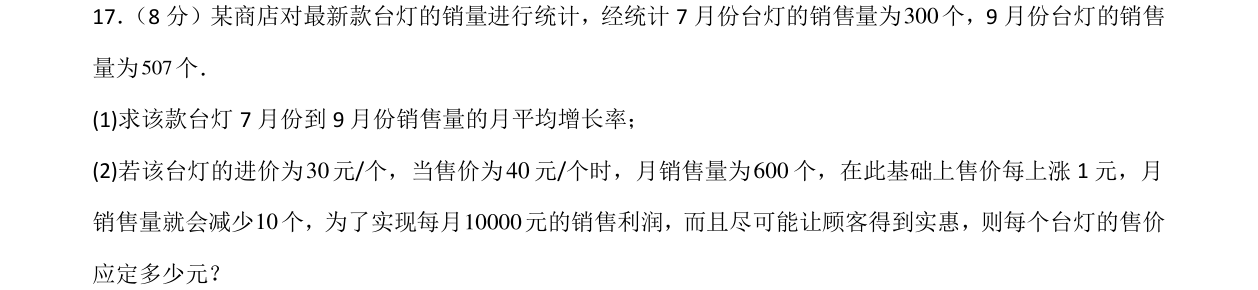 17.（8 分）某商店对最新款台灯的销量进行统计，经统计 7 月份台灯的销售量为300个，9 月份台灯的销售
量为507个．
(1)求该款台灯 7 月份到 9 月份销售量的月平均增长率；
(2)若该台灯的进价为30元/个，当售价为40元/个时，月销售量为600个，在此基础上售价每上涨 1 元，月
销售量就会减少10个，为了实现每月10000元的销售利润，而且尽可能让顾客得到实惠，则每个台灯的售价
应定多少元？